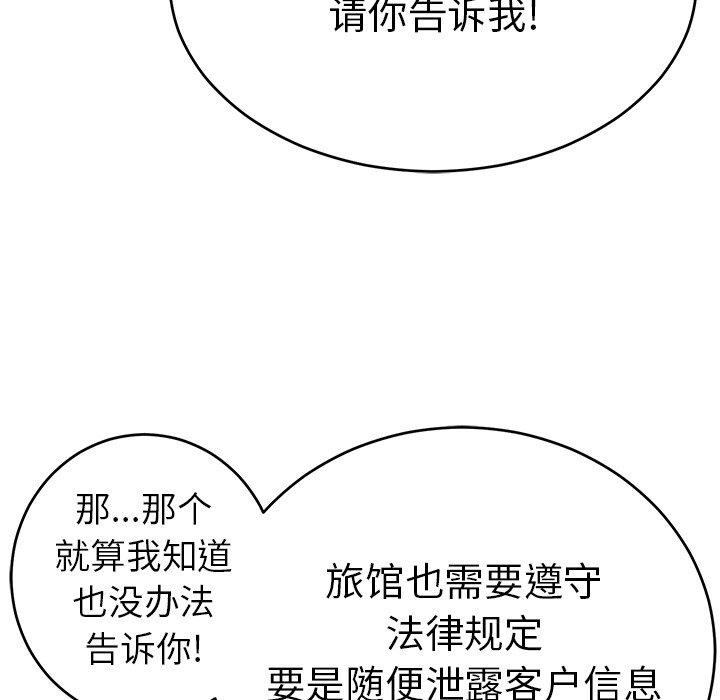 请你告诉我!
那...那个
就算我知道
也没办法
告诉你!
旅馆也需要遵守
法律规定
要是随便泄露客户信息